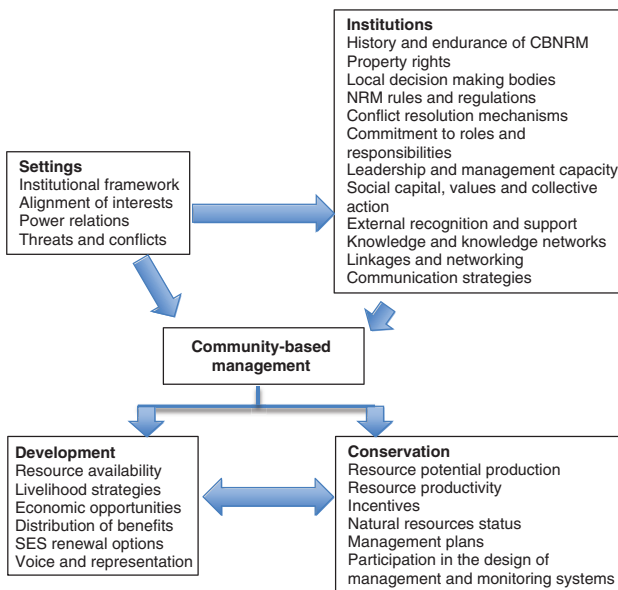 Institutions
History and endurance of CBNRM
Property rights
Local decision making bodies
NRM rules and regulations
Conflict resolution mechanisms
Commitment to roles and
responsibilities
Leadership and management capacity
Social capital, values and collective
action
External recognition and support
Knowledge and knowledge networks
Linkages and networking
Communication strategies
Settings
Institutional framework
Alignment of interests
Power relations
Threats and conflicts
Community-based
management
Development
Resource availability
Livelihood strategies
Economic opportunities
Distribution of benefits
SES renewal options
Voice and representation
Conservation
Resource potential production
Resource productivity
Incentives
Natural resources status
Management plans
Participation in the design of
management and monitoring systems